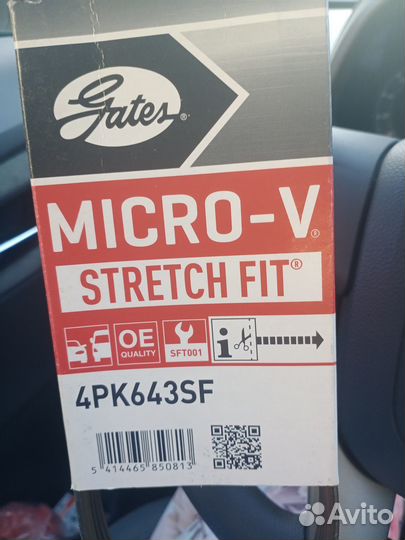 Gates®
MICRO-V®
STRETCH FIT®
OE
QUALITY
SFT001
i
4PK643SF
5 414465 850813
Avito